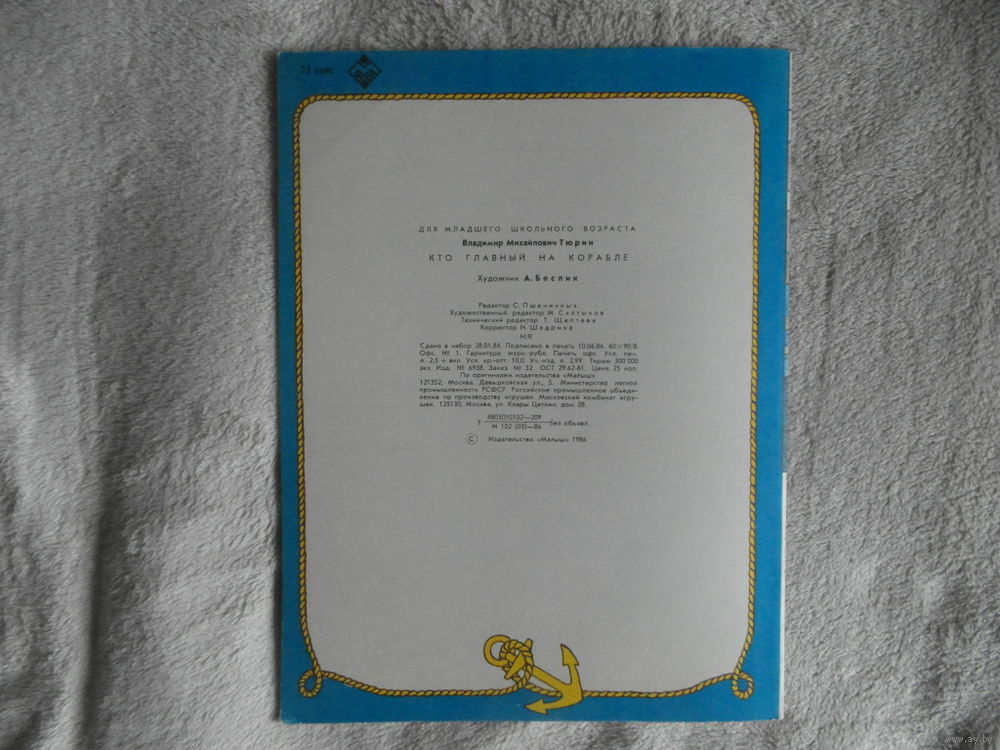 25 коп.
ДЛЯ МЛАДШЕГО ШКОЛЬНОГО ВОЗРАСТА
Владимир Михайлович Тюрин
КТО ГЛАВНЫЙ НА КОРАБЛЕ
Художник А. Беслик
Редактор С. Пшеничных
Художественный редактор М. Салтыков
Технический редактор Т. Щептева
Корректор Н. Шадрина
Н/К
Сдано в набор 28.01.84. Подписано в печать 10.06.86. 60×90/8.
Офс. № 1. Гарнитура журн.-рубл. Печать офс. Усл. печ.
л. 2,5 + вкл. Усл. кр.-отт. 10,0. Уч.-изд. л. 2,99. Тираж 300 000
экз. Изд. № 6938. Заказ № 32. ОСТ 29.62-81. Цена 25 коп.
По оригиналам издательства «Малыш»
121352, Москва, Давыдковская ул., 5. Министерство легкой
промышленности РСФСР. Российское промышленное объеди-
нение по производству игрушек. Московский комбинат игру-
шек. 125130, Москва, ул. Клары Цеткин, дом 28.
Т 4803010102—209 без объявл.
М 102 (03)—86
© Издательство «Малыш» 1986
www.ay.by